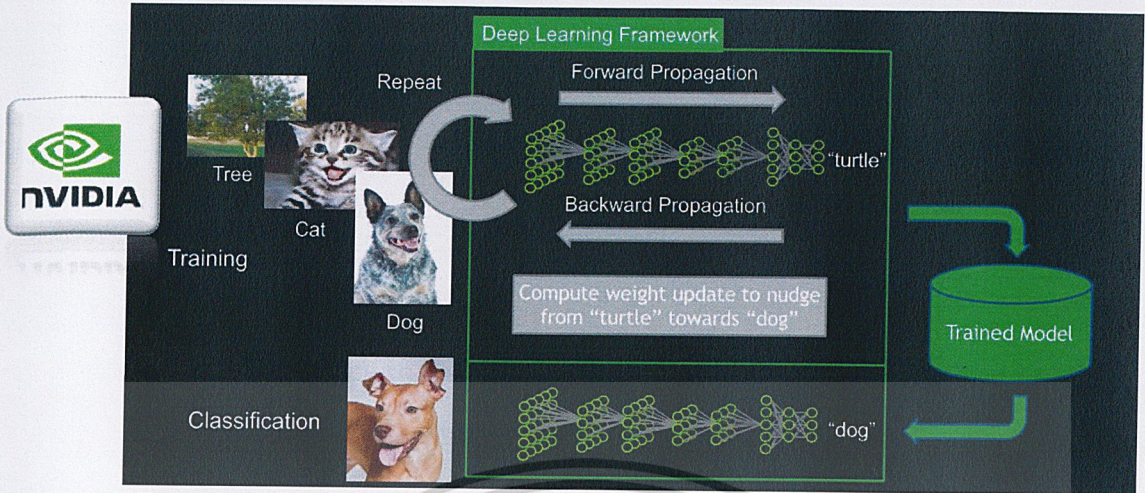 Deep Learning Framework
Repeat
Forward Propagation
Tree
Cat
Dog
Training
"turtle"
Backward Propagation
Compute weight update to nudge
from "turtle" towards "dog"
Trained Model
Classification
"dog"
nVIDIA